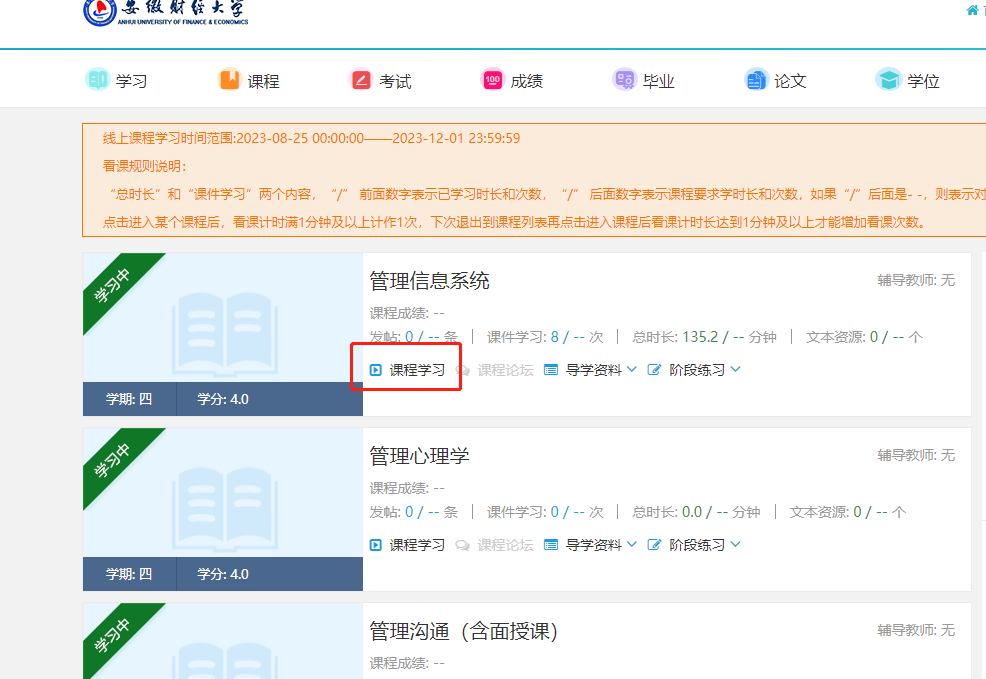 安徽财经大学
ANHUI UNIVERSITY OF FINANCE & ECONOMICS
学习 课程 考试 100 成绩 毕业 论文 学位
线上课程学习时间范围:2023-08-25 00:00:00——2023-12-01 23:59:59
看课规则说明：
“总时长”和“课件学习”两个内容，“/” 前面数字表示已学习时长和次数，“/” 后面数字表示课程要求学时长和次数，如果“/”后面是- -，则表示对
点击进入某个课程后，看课计时满1分钟及以上计作1次，下次退出到课程列表再点击进入课程后看课计时长达到1分钟及以上才能增加看课次数。
学习中
管理信息系统 辅导教师: 无
课程成绩: --
发帖: 0 / -- 条 课件学习: 8 / -- 次 总时长: 135.2 / -- 分钟 文本资源: 0 / -- 个
课程学习 课程论坛 导学资料 阶段练习
学期: 四 学分: 4.0
学习中
管理心理学 辅导教师: 无
课程成绩: --
发帖: 0 / -- 条 课件学习: 0 / -- 次 总时长: 0.0 / -- 分钟 文本资源: 0 / -- 个
课程学习 课程论坛 导学资料 阶段练习
学期: 四 学分: 4.0
学习中
管理沟通（含面授课） 辅导教师: 无
课程成绩: --